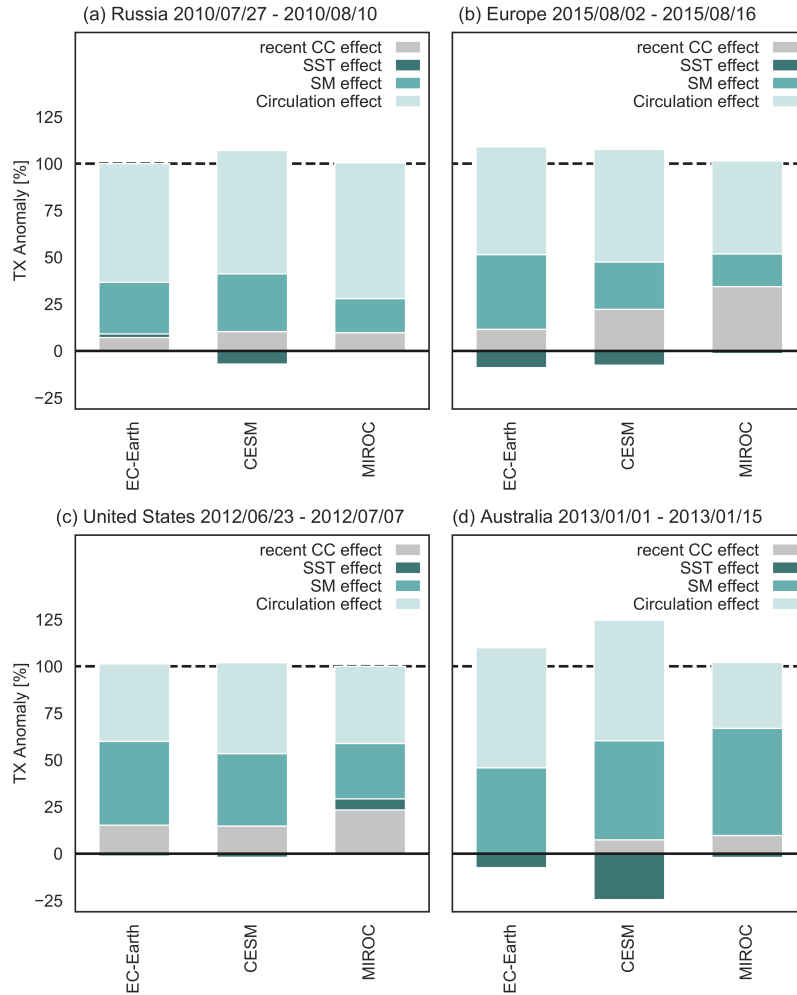 (a) Russia 2010/07/27 - 2010/08/10
recent CC effect
SST effect
SM effect
Circulation effect
125
100
75
50
25
0
−25
TX Anomaly [%]
EC-Earth
CESM
MIROC
(b) Europe 2015/08/02 - 2015/08/16
recent CC effect
SST effect
SM effect
Circulation effect
EC-Earth
CESM
MIROC
(c) United States 2012/06/23 - 2012/07/07
recent CC effect
SST effect
SM effect
Circulation effect
125
100
75
50
25
0
−25
TX Anomaly [%]
EC-Earth
CESM
MIROC
(d) Australia 2013/01/01 - 2013/01/15
recent CC effect
SST effect
SM effect
Circulation effect
EC-Earth
CESM
MIROC